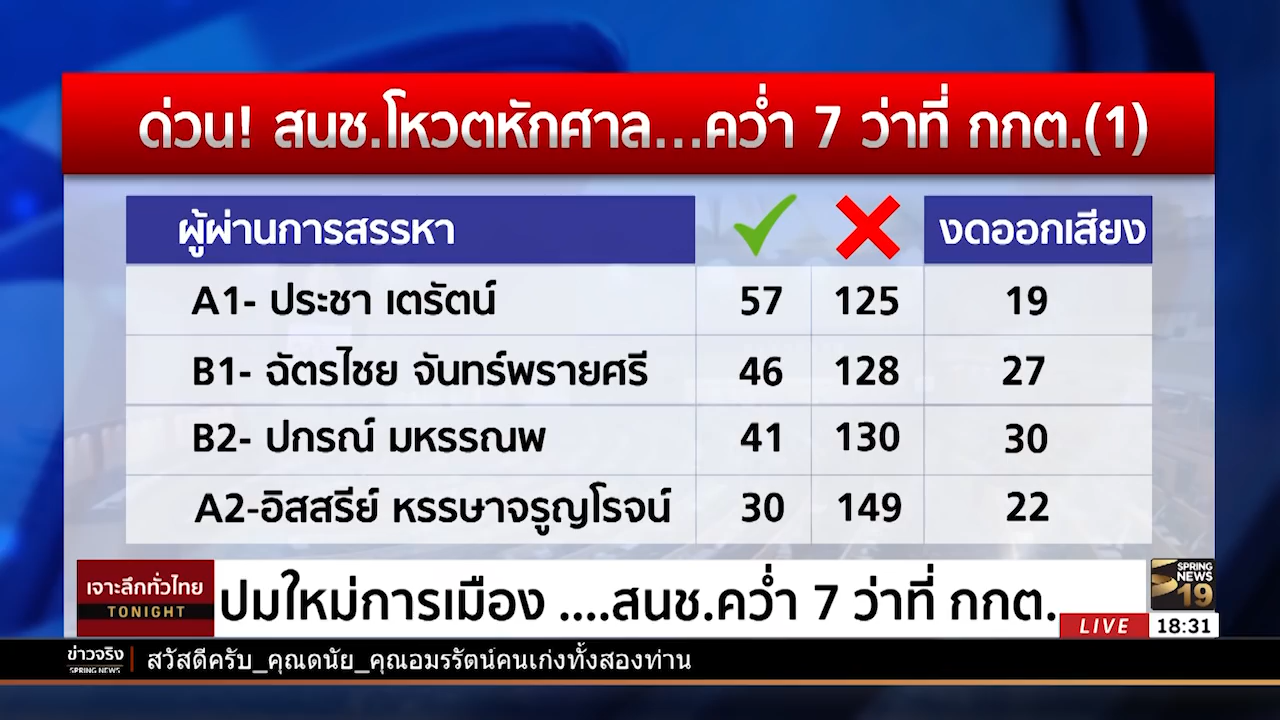 ด่วน! สนช.โหวตหักศาล...คว่ำ 7 ว่าที่ กกต.(1)
ผู้ผ่านการสรรหา งดออกเสียง
A1- ประชา เตรัตน์ 57 125 19
B1- ฉัตรไชย จันทร์พรายศรี 46 128 27
B2- ปกรณ์ มหรรณพ 41 130 30
A2-อิสสรีย์ หรรษาจรูญโรจน์ 30 149 22
เจาะลึกทั่วไทย
TONIGHT
ปมใหม่การเมือง ....สนช.คว่ำ 7 ว่าที่ กกต.
SPRING
NEWS
19
LIVE 18:31
ข่าวจริง
SPRING NEWS
สวัสดีครับ_คุณดนัย_คุณอมรรัตน์คนเก่งทั้งสองท่าน